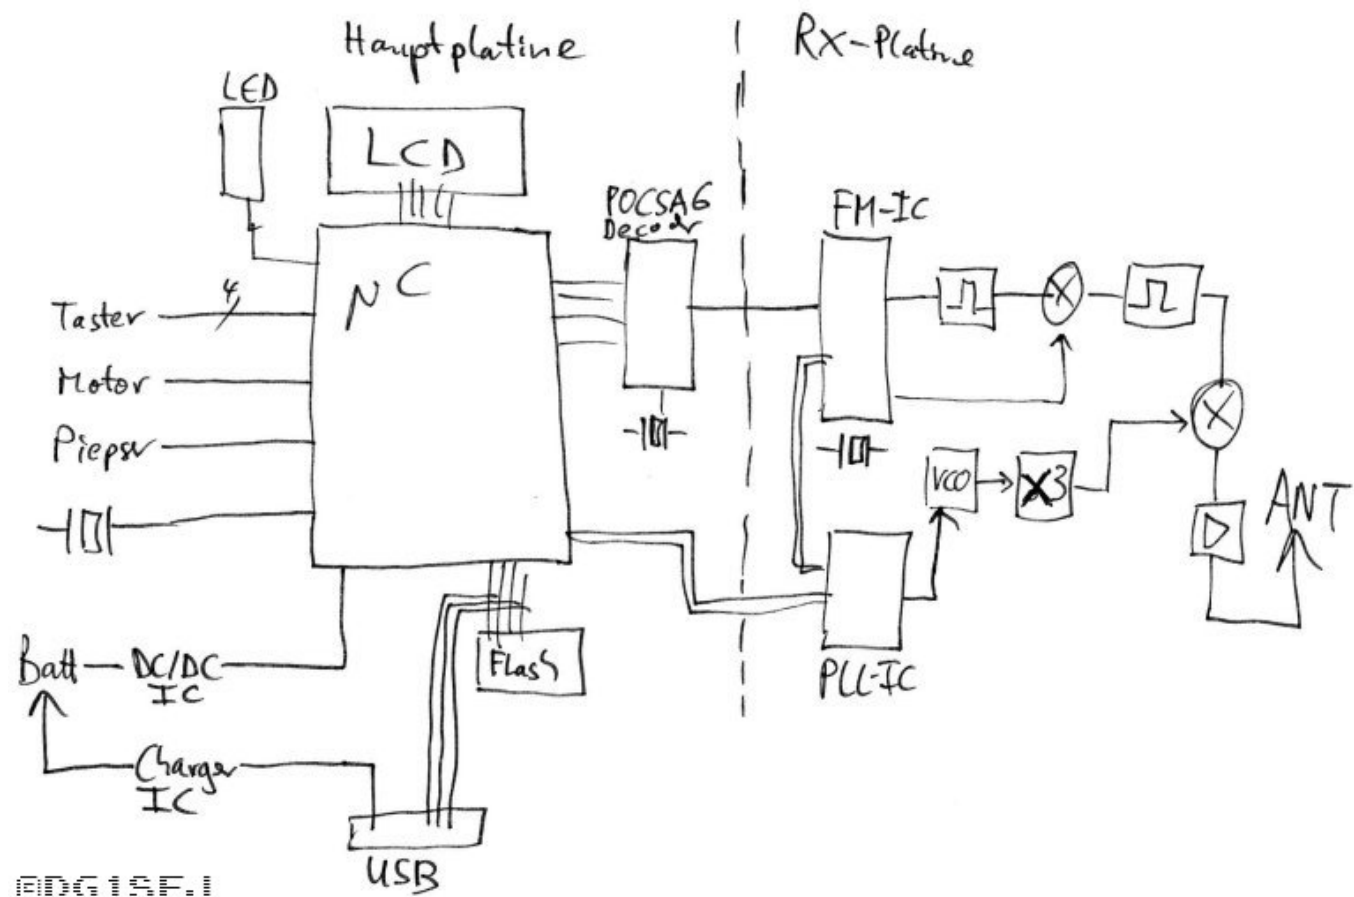 Hauptplatine
Rx-Platine
LED
LCD
POCSAG
Decoder
FM-IC
µC
4
Taster
Motor
Piepser
VCO
X3
ANT
Batt
DC/DC
IC
Flash
PLL-IC
Charger
IC
USB
@DG1SFJ